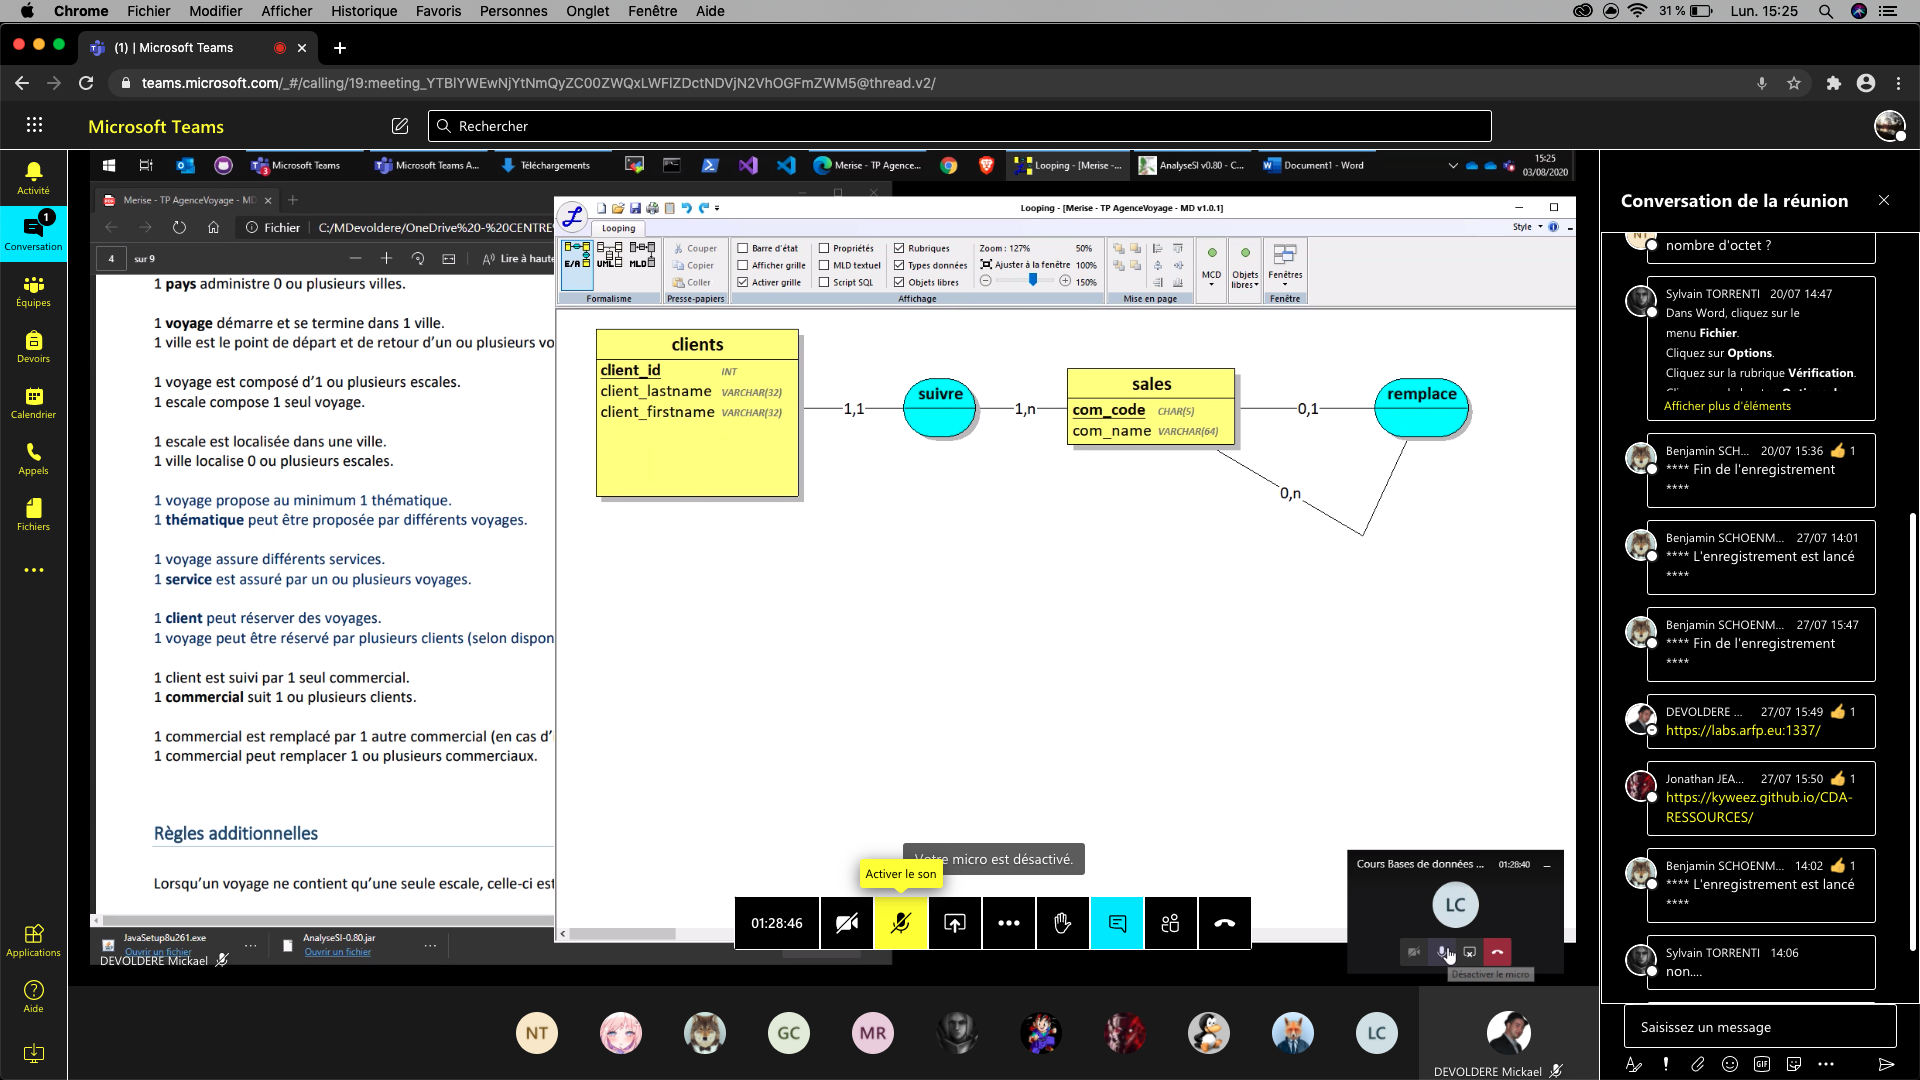 Chrome Fichier Modifier Afficher Historique Favoris Personnes Onglet Fenêtre Aide 31 % Lun. 15:25
(1) | Microsoft Teams
teams.microsoft.com/_#/calling/19:meeting_YTBlYWEwNjYtNmQyZC00ZWQxLWFlZDctNDVjN2VhOGFmZWM5@thread.v2/
Microsoft Teams
Rechercher
Activité
1
Conversation
Équipes
Devoirs
Calendrier
Appels
Fichiers
Applications
Aide
Microsoft Teams
Microsoft Teams A...
Téléchargements
Merise - TP Agence...
Looping - [Merise -...
AnalyseSI v0.80 - C...
Document1 - Word
15:25
03/08/2020
Merise - TP AgenceVoyage - MD
Fichier C:/MDevoldere/OneDrive%20-%20CENTRE
4 sur 9
Lire à haute
1 pays administre 0 ou plusieurs villes.
1 voyage démarre et se termine dans 1 ville.
1 ville est le point de départ et de retour d'un ou plusieurs vo
1 voyage est composé d'1 ou plusieurs escales.
1 escale compose 1 seul voyage.
1 escale est localisée dans une ville.
1 ville localise 0 ou plusieurs escales.
1 voyage propose au minimum 1 thématique.
1 thématique peut être proposée par différents voyages.
1 voyage assure différents services.
1 service est assuré par un ou plusieurs voyages.
1 client peut réserver des voyages.
1 voyage peut être réservé par plusieurs clients (selon dispon
1 client est suivi par 1 seul commercial.
1 commercial suit 1 ou plusieurs clients.
1 commercial est remplacé par 1 autre commercial (en cas d'
1 commercial peut remplacer 1 ou plusieurs commerciaux.
Règles additionnelles
Lorsqu'un voyage ne contient qu'une seule escale, celle-ci est
JavaSetup8u261.exe
Ouvrir un fichier
AnalyseSI-0.80.jar
Ouvrir un fichier
DEVOLDERE Mickael
Looping - [Merise - TP AgenceVoyage - MD v1.0.1]
Looping
Style
E/A
UML
MLD
Formalisme
Couper
Copier
Coller
Presse-papiers
Barre d'état
Afficher grille
Activer grille
Propriétés
MLD textuel
Script SQL
Rubriques
Types données
Objets libres
Zoom : 127% 50%
Ajuster à la fenêtre 100%
150%
Affichage
Mise en page
MCD
Objets libres
Fenêtres
Fenêtre
clients
client_id INT
client_lastname VARCHAR(32)
client_firstname VARCHAR(32)
1,1
suivre
1,n
sales
com_code CHAR(5)
com_name VARCHAR(64)
0,1
remplace
0,n
Votre micro est désactivé.
Activer le son
01:28:46
Cours Bases de données ... 01:28:40
LC
Désactiver le micro
NT
GC
MR
LC
DEVOLDERE Mickael
Conversation de la réunion
nombre d'octet ?
Sylvain TORRENTI 20/07 14:47
Dans Word, cliquez sur le
menu Fichier.
Cliquez sur Options.
Cliquez sur la rubrique Vérification.
Afficher plus d'éléments
Benjamin SCH... 20/07 15:36 1
**** Fin de l'enregistrement
****
Benjamin SCHOENM... 27/07 14:01
**** L'enregistrement est lancé
****
Benjamin SCHOENM... 27/07 15:47
**** Fin de l'enregistrement
****
DEVOLDERE ... 27/07 15:49 1
https://labs.arfp.eu:1337/
Jonathan JEA... 27/07 15:50 1
https://kyweez.github.io/CDA-
RESSOURCES/
Benjamin SCHOENM... 14:02 1
**** L'enregistrement est lancé
****
Sylvain TORRENTI 14:06
non....
Saisissez un message
GIF